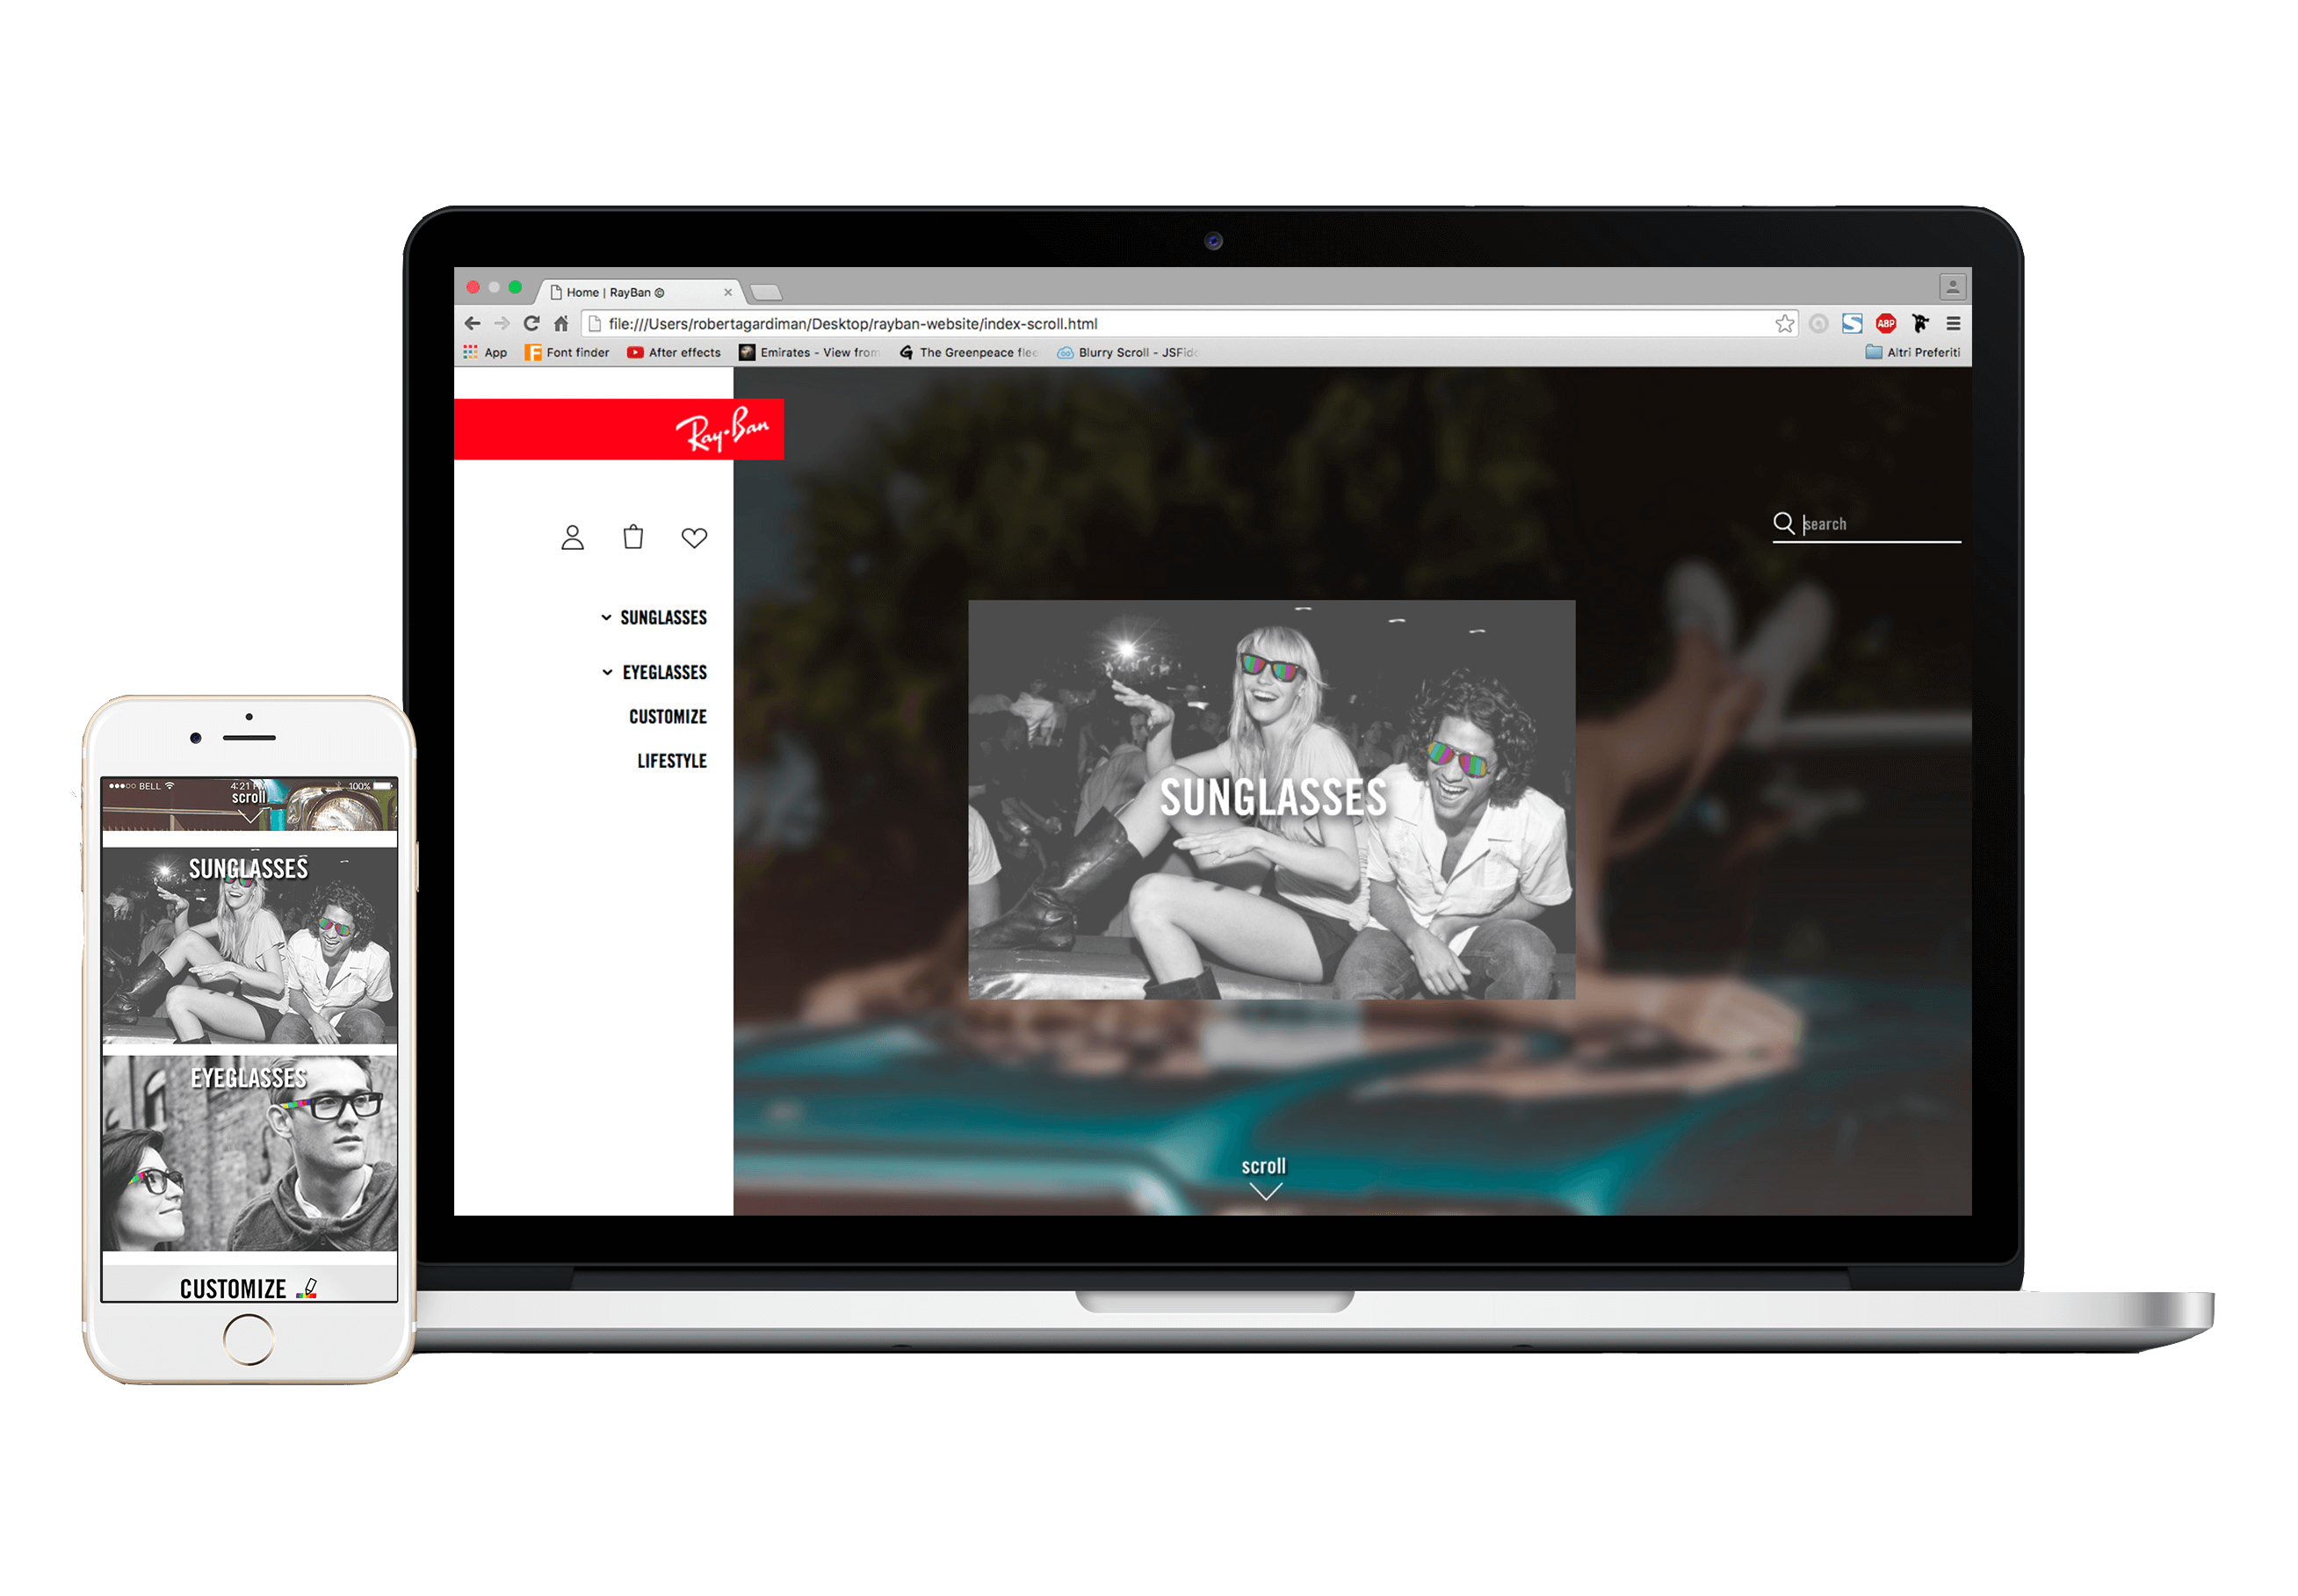 Home | RayBan ©
file:///Users/robertagardiman/Desktop/rayban-website/index-scroll.html
ABP
App Font finder After effects Emirates - View from The Greenpeace flee Blurry Scroll - JSFid Altri Preferiti
Ray-Ban
search
SUNGLASSES
EYEGLASSES
CUSTOMIZE
LIFESTYLE
SUNGLASSES
scroll
BELL 4:21 PM 100%
scroll
SUNGLASSES
EYEGLASSES
CUSTOMIZE